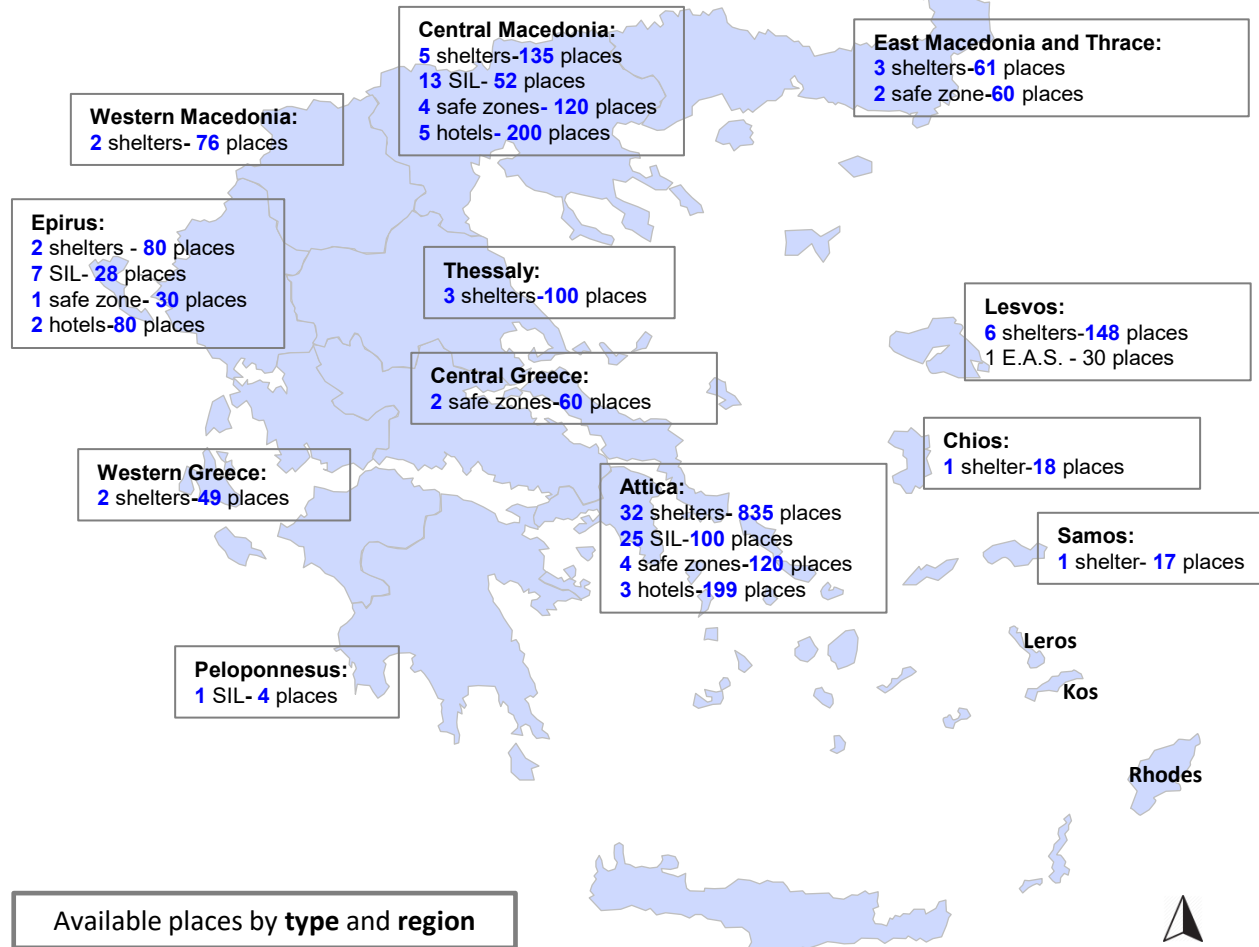 Central Macedonia:
5 shelters-135 places
13 SIL- 52 places
4 safe zones- 120 places
5 hotels- 200 places
East Macedonia and Thrace:
3 shelters-61 places
2 safe zone-60 places
Western Macedonia:
2 shelters- 76 places
Epirus:
2 shelters - 80 places
7 SIL- 28 places
1 safe zone- 30 places
2 hotels-80 places
Thessaly:
3 shelters-100 places
Lesvos:
6 shelters-148 places
1 E.A.S. - 30 places
Central Greece:
2 safe zones-60 places
Chios:
1 shelter-18 places
Western Greece:
2 shelters-49 places
Attica:
32 shelters- 835 places
25 SIL-100 places
4 safe zones-120 places
3 hotels-199 places
Samos:
1 shelter- 17 places
Leros
Kos
Peloponnesus:
1 SIL- 4 places
Rhodes
Available places by type and region